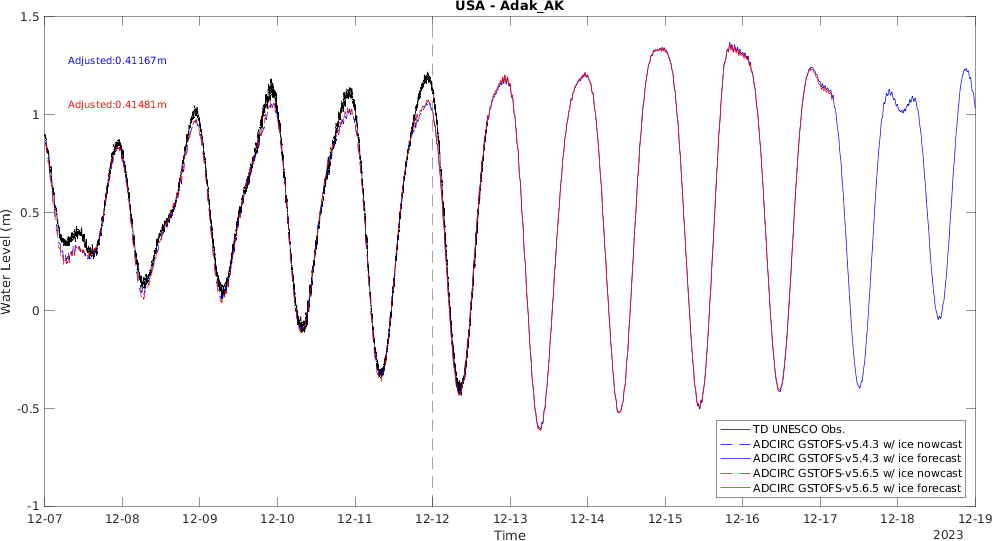 USA - Adak_AK
1.5
1
0.5
0
-0.5
-1
Water Level (m)
Adjusted:0.41167m
Adjusted:0.41481m
TD UNESCO Obs.
ADCIRC GSTOFS-v5.4.3 w/ ice nowcast
ADCIRC GSTOFS-v5.4.3 w/ ice forecast
ADCIRC GSTOFS-v5.6.5 w/ ice nowcast
ADCIRC GSTOFS-v5.6.5 w/ ice forecast
12-07 12-08 12-09 12-10 12-11 12-12 12-13 12-14 12-15 12-16 12-17 12-18 12-19
Time
2023